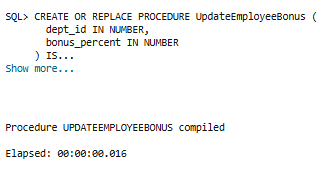 SQL> CREATE OR REPLACE PROCEDURE UpdateEmployeeBonus (
dept_id IN NUMBER,
bonus_percent IN NUMBER
) IS...
Show more...
Procedure UPDATEEMPLOYEEBONUS compiled
Elapsed: 00:00:00.016